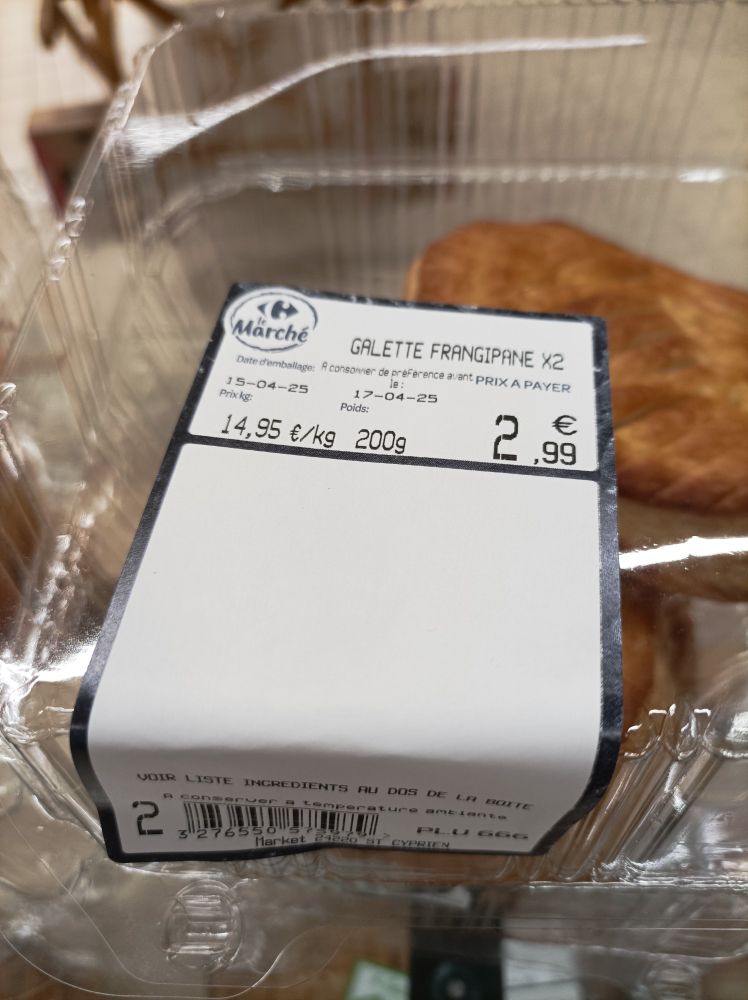 le
Marché
GALETTE FRANGIPANE X2
Date d'emballage: A consommer de préférence avant le: PRIX A PAYER
15-04-25 17-04-25
Prix kg: Poids:
14,95 €/kg 200g 2,99 €
VOIR LISTE INGREDIENTS AU DOS DE LA BOITE
A conserver a temperature ambiante
2
3 276550 >
PLU 666
Market 24220 ST CYPRIEN